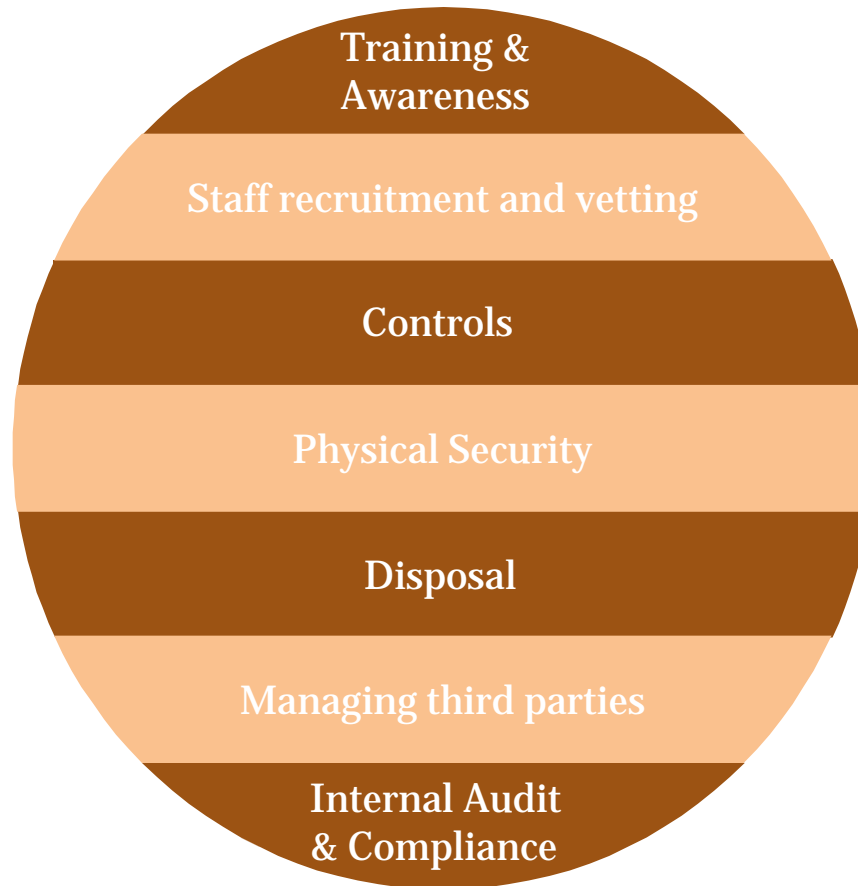 Training &
Awareness
Staff recruitment and vetting
Controls
Physical Security
Disposal
Managing third parties
Internal Audit
& Compliance